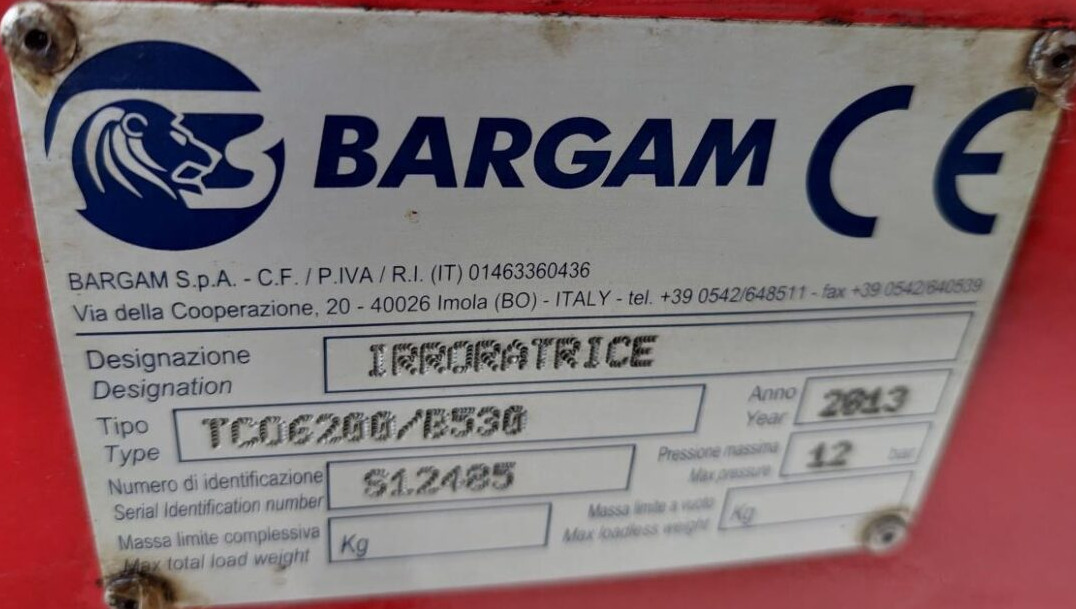 BARGAM CE
BARGAM S.p.A. - C.F. / P.IVA / R.I. (IT) 01463360436
Via della Cooperazione, 20 - 40026 Imola (BO) - ITALY - tel. +39 0542/648511 - fax +39 0542/640539
Designazione
Designation
IRRORATRICE
Tipo
Type
TCO6200/B530
Anno
Year
2013
Numero di identificazione
Serial Identification number
S12485
Pressione massima
Max pressure
12 bar
Massa limite complessiva
Max total load weight
Kg
Massa limite a vuoto
Max loadless weight
Kg